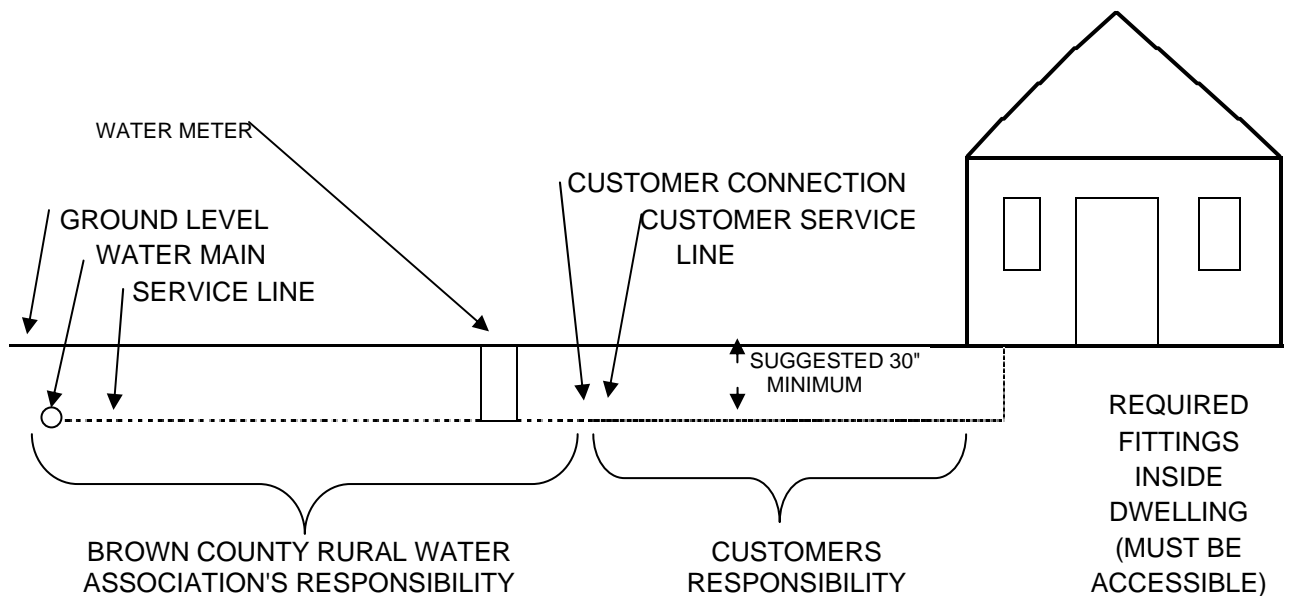 WATER METER
CUSTOMER CONNECTION
CUSTOMER SERVICE
LINE
GROUND LEVEL
WATER MAIN
SERVICE LINE
SUGGESTED 30"
MINIMUM
BROWN COUNTY RURAL WATER
ASSOCIATION'S RESPONSIBILITY
CUSTOMERS
RESPONSIBILITY
REQUIRED
FITTINGS
INSIDE
DWELLING
(MUST BE
ACCESSIBLE)